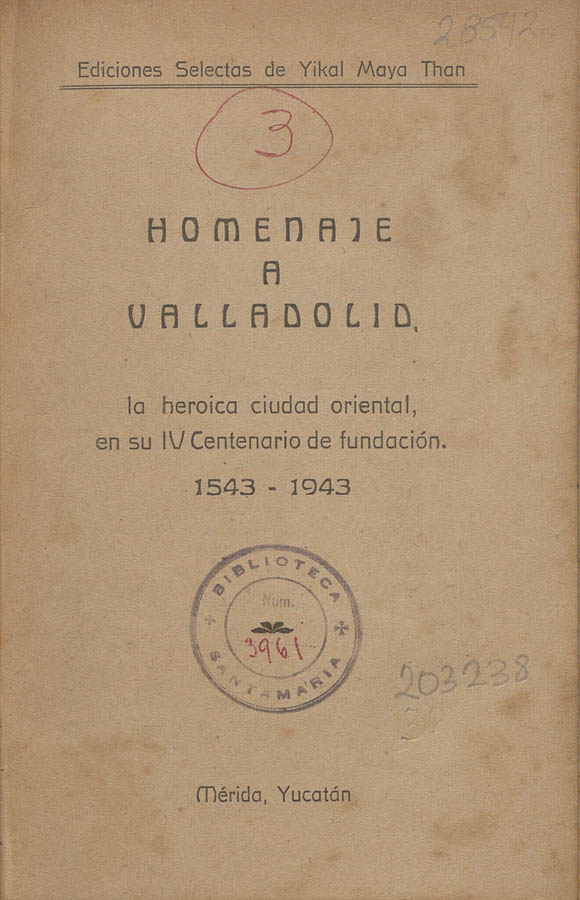 28542
Ediciones Selectas de Yikal Maya Than
3
HOMENAJE
A
VALLADOLID,
la heroica ciudad oriental,
en su IV Centenario de fundación.
1543 - 1943
BIBLIOTECA
Num.
3961
SANTAMARIA
203238
Mérida, Yucatán